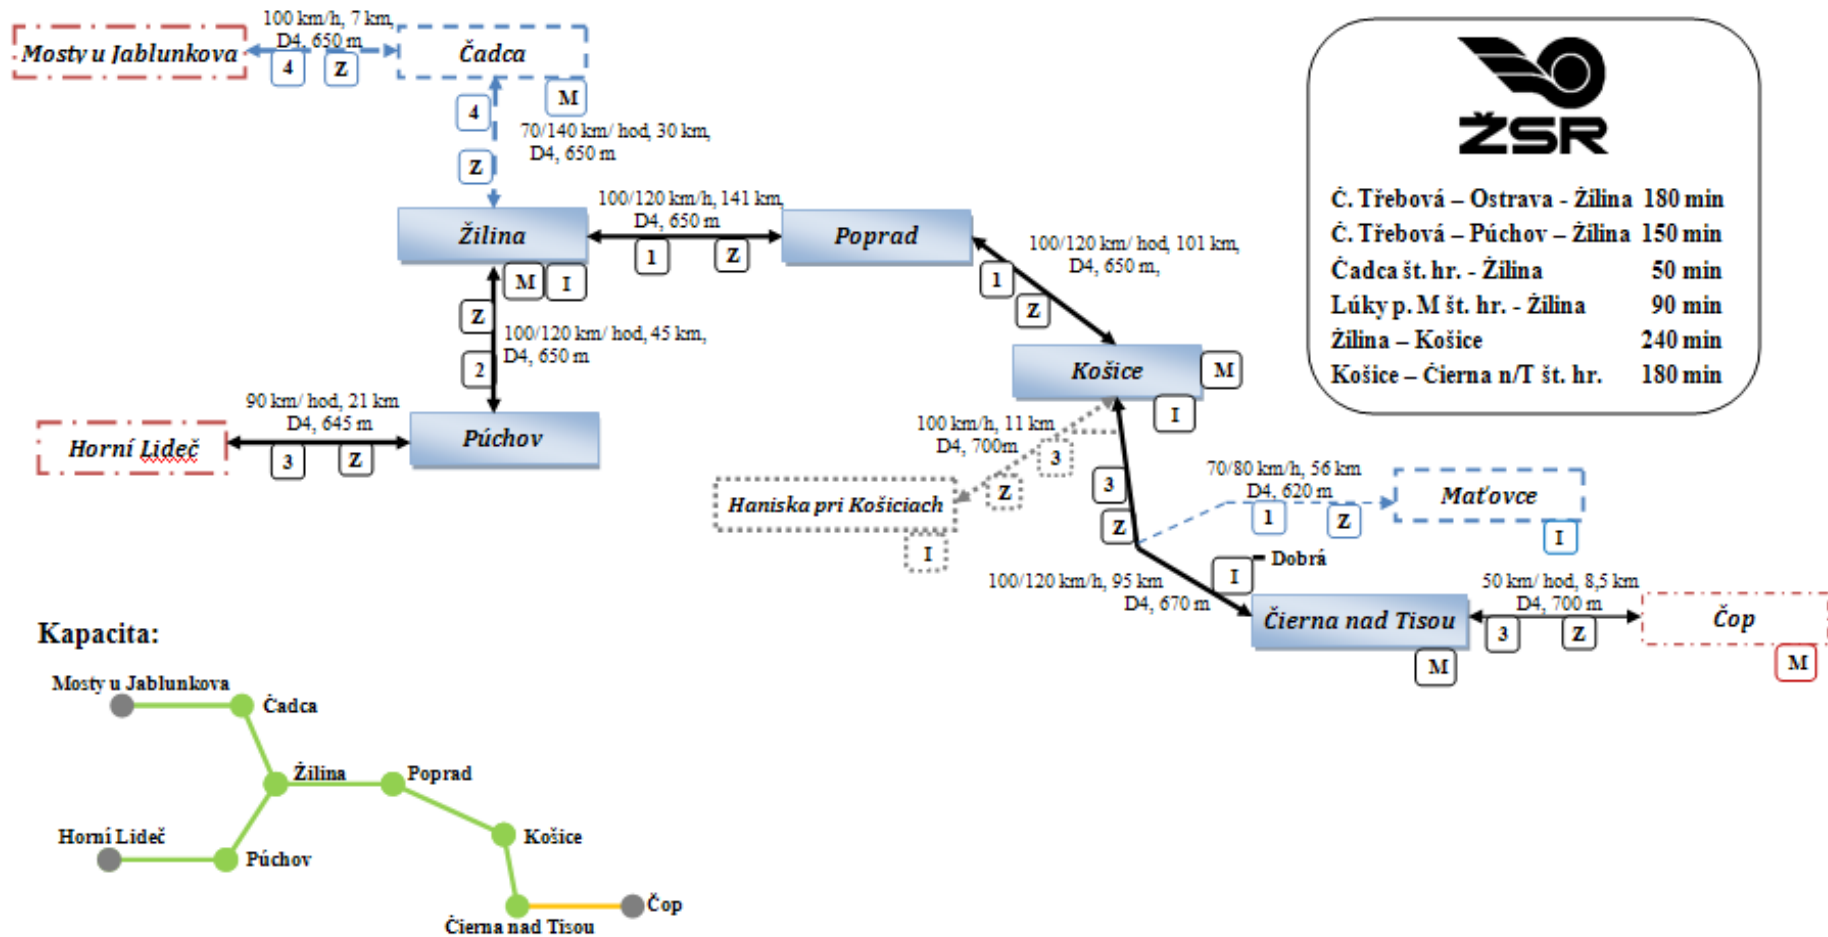 100 km/h, 7 km,
D4, 650 m
Mosty u Jablunkova
4
Z
Čadca
M
4
70/140 km/ hod, 30 km,
D4, 650 m
Z
Žilina
M
I
100/120 km/h, 141 km,
D4, 650 m
1
Z
Poprad
100/120 km/ hod, 101 km,
D4, 650 m,
1
Z
Z
100/120 km/ hod, 45 km,
D4, 650 m
2
Košice
M
I
90 km/ hod, 21 km
D4, 645 m
Horní Lideč
3
Z
Púchov
100 km/h, 11 km
D4, 700m
3
Z
Haniska pri Košiciach
I
3
Z
70/80 km/h, 56 km
D4, 620 m
1
Z
Maťovce
I
I
Dobrá
100/120 km/h, 95 km
D4, 670 m
Čierna nad Tisou
M
50 km/ hod, 8,5 km
D4, 700 m
3
Z
Čop
M
ŽSR
Č. Třebová – Ostrava - Žilina 180 min
Č. Třebová – Púchov – Žilina 150 min
Čadca št. hr. - Žilina 50 min
Lúky p. M št. hr. - Žilina 90 min
Žilina – Košice 240 min
Košice – Čierna n/T št. hr. 180 min
Kapacita:
Mosty u Jablunkova
Čadca
Žilina
Poprad
Horní Lideč
Púchov
Košice
Čierna nad Tisou
Čop